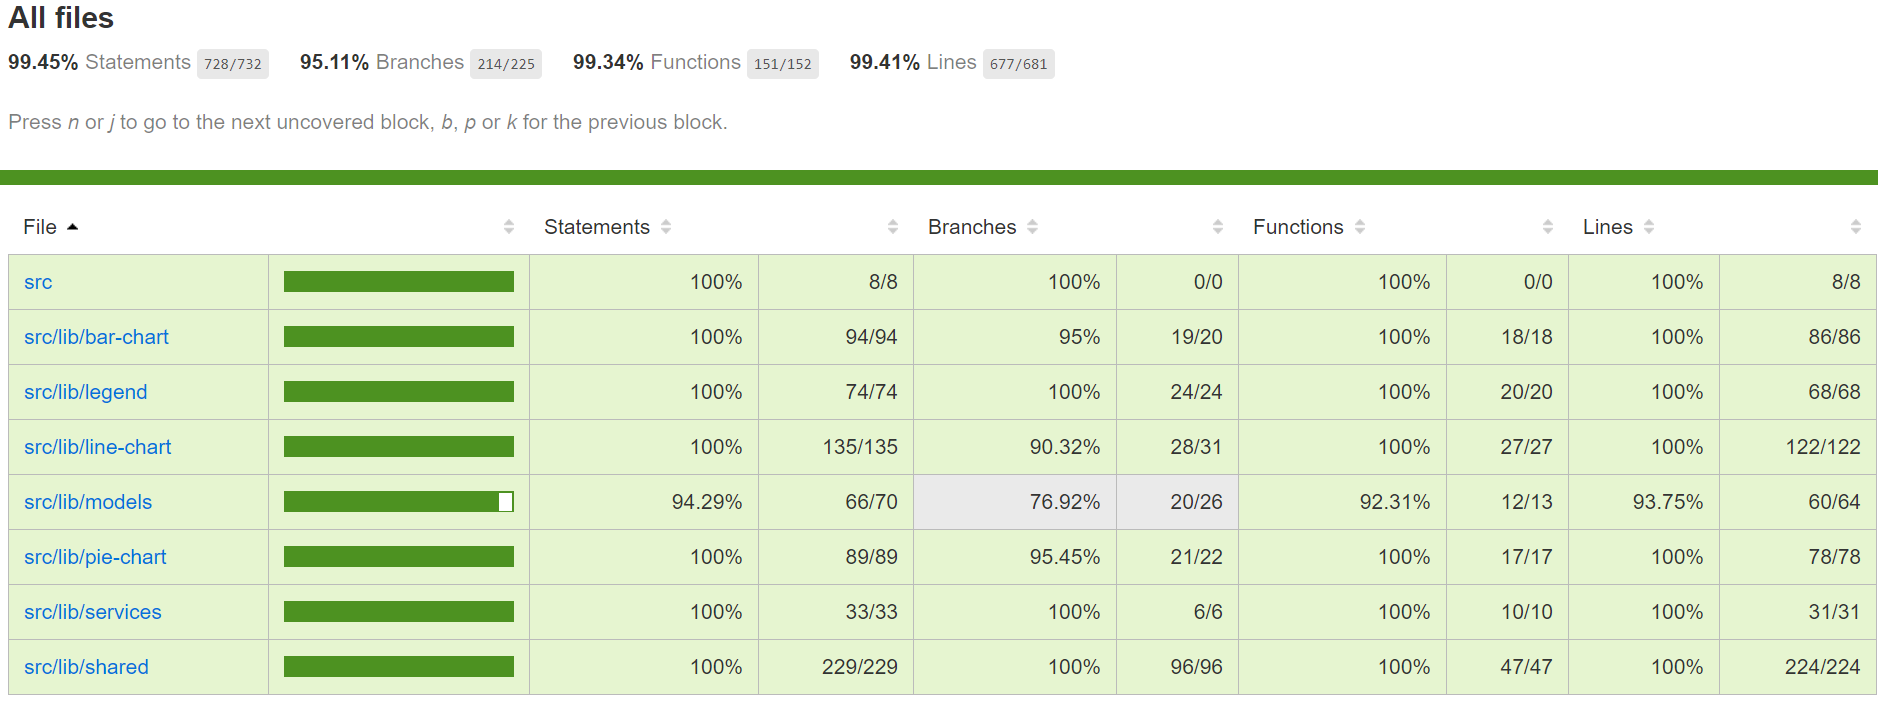 All files
99.45% Statements 728/732 95.11% Branches 214/225 99.34% Functions 151/152 99.41% Lines 677/681
Press n or j to go to the next uncovered block, b, p or k for the previous block.
File Statements Branches Functions Lines
src 100% 8/8 100% 0/0 100% 0/0 100% 8/8
src/lib/bar-chart 100% 94/94 95% 19/20 100% 18/18 100% 86/86
src/lib/legend 100% 74/74 100% 24/24 100% 20/20 100% 68/68
src/lib/line-chart 100% 135/135 90.32% 28/31 100% 27/27 100% 122/122
src/lib/models 94.29% 66/70 76.92% 20/26 92.31% 12/13 93.75% 60/64
src/lib/pie-chart 100% 89/89 95.45% 21/22 100% 17/17 100% 78/78
src/lib/services 100% 33/33 100% 6/6 100% 10/10 100% 31/31
src/lib/shared 100% 229/229 100% 96/96 100% 47/47 100% 224/224